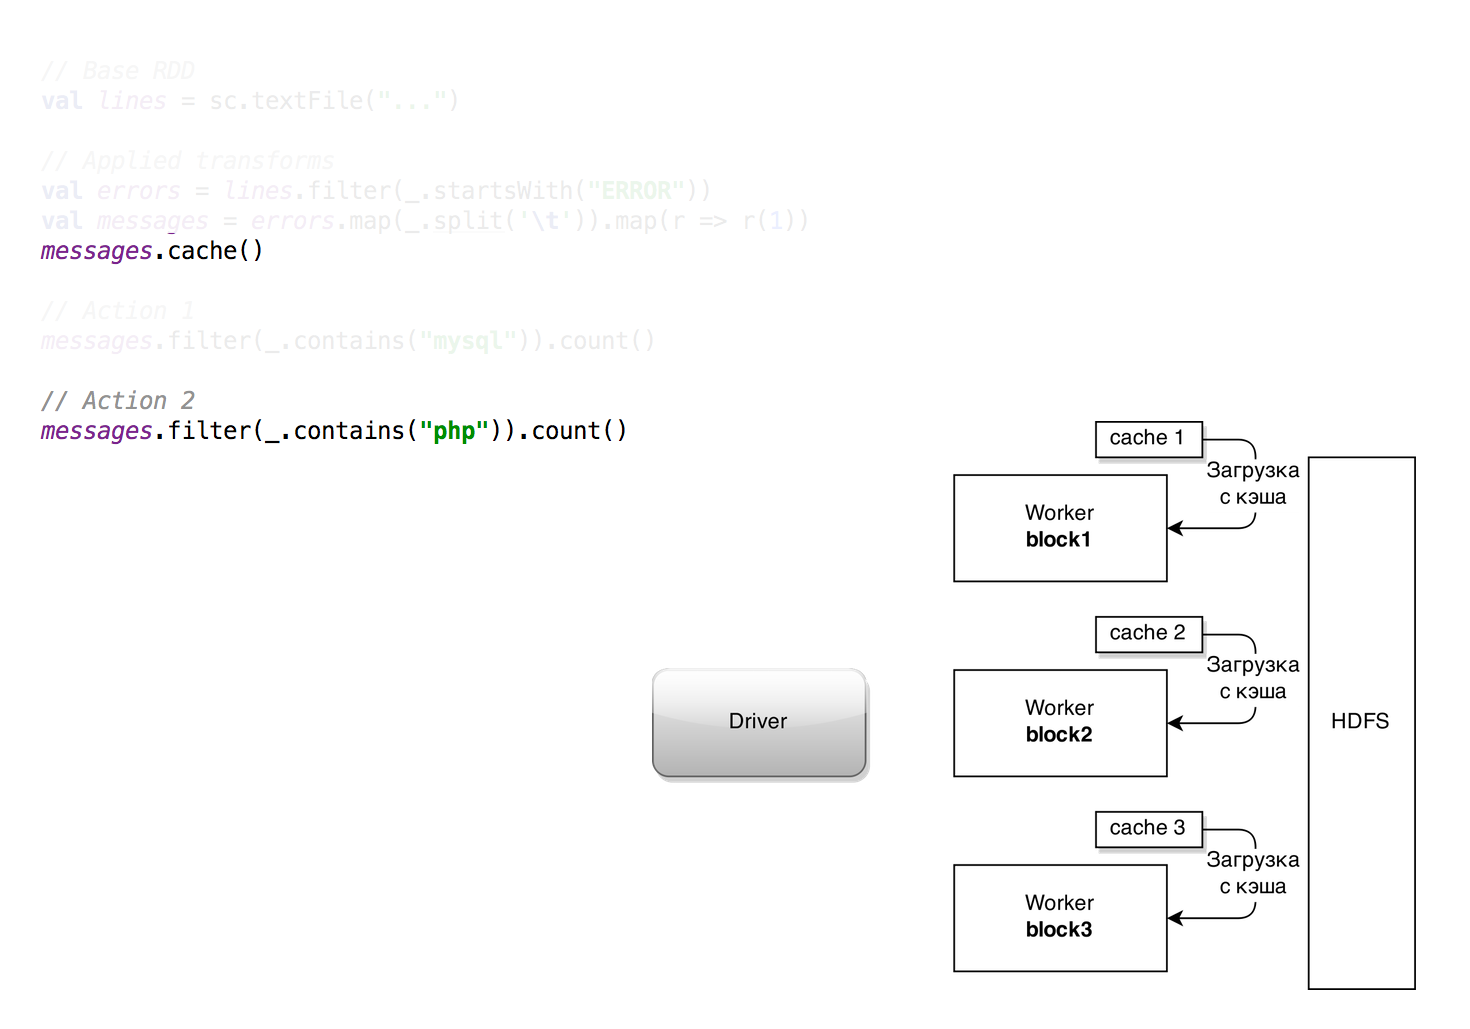 // Base RDD
val lines = sc.textFile("...")
// Applied transforms
val errors = lines.filter(_.startsWith("ERROR"))
val messages = errors.map(_.split('\t')).map(r => r(1))
messages.cache()
// Action 1
messages.filter(_.contains("mysql")).count()
// Action 2
messages.filter(_.contains("php")).count()
cache 1
Загрузка
с кэша
Worker
block1
cache 2
Загрузка
с кэша
Worker
block2
Driver
HDFS
cache 3
Загрузка
с кэша
Worker
block3